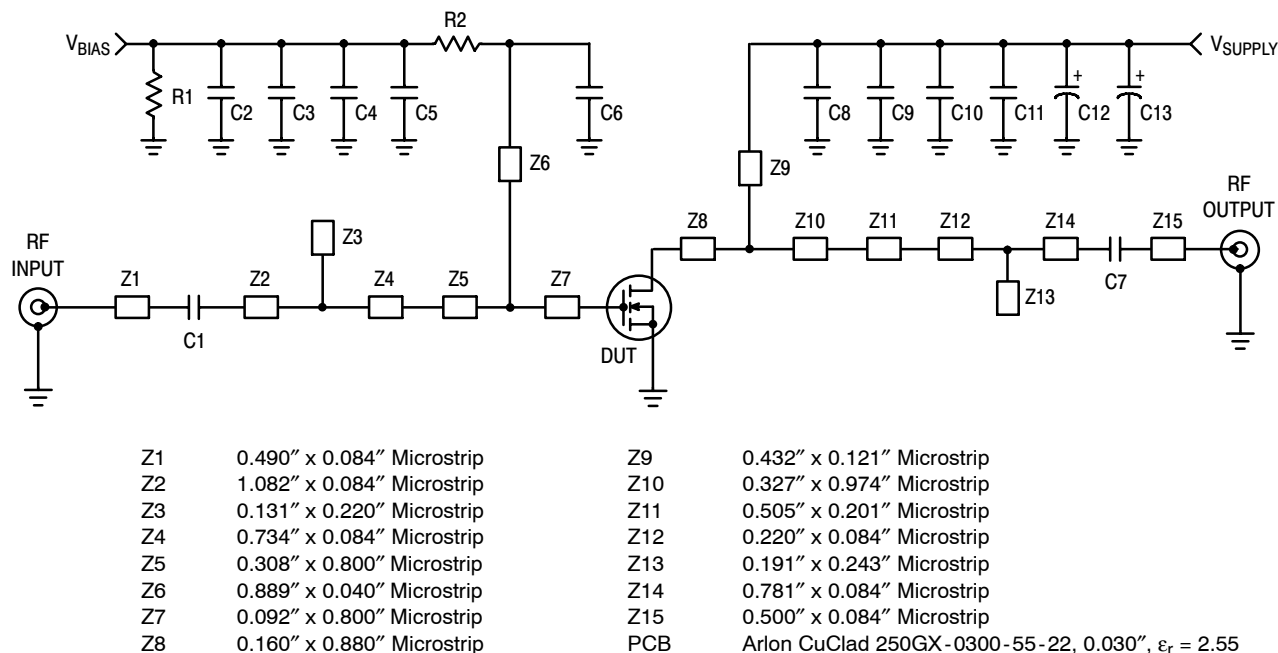 R2
V_BIAS
V_SUPPLY
R1
C2
C3
C4
C5
C6
C8
C9
C10
C11
+
C12
+
C13
Z6
Z9
RF
INPUT
RF
OUTPUT
Z1
C1
Z2
Z3
Z4
Z5
Z7
DUT
Z8
Z10
Z11
Z12
Z13
Z14
C7
Z15
Z1 0.490″ x 0.084″ Microstrip
Z2 1.082″ x 0.084″ Microstrip
Z3 0.131″ x 0.220″ Microstrip
Z4 0.734″ x 0.084″ Microstrip
Z5 0.308″ x 0.800″ Microstrip
Z6 0.889″ x 0.040″ Microstrip
Z7 0.092″ x 0.800″ Microstrip
Z8 0.160″ x 0.880″ Microstrip
Z9 0.432″ x 0.121″ Microstrip
Z10 0.327″ x 0.974″ Microstrip
Z11 0.505″ x 0.201″ Microstrip
Z12 0.220″ x 0.084″ Microstrip
Z13 0.191″ x 0.243″ Microstrip
Z14 0.781″ x 0.084″ Microstrip
Z15 0.500″ x 0.084″ Microstrip
PCB Arlon CuClad 250GX-0300-55-22, 0.030″, εr = 2.55